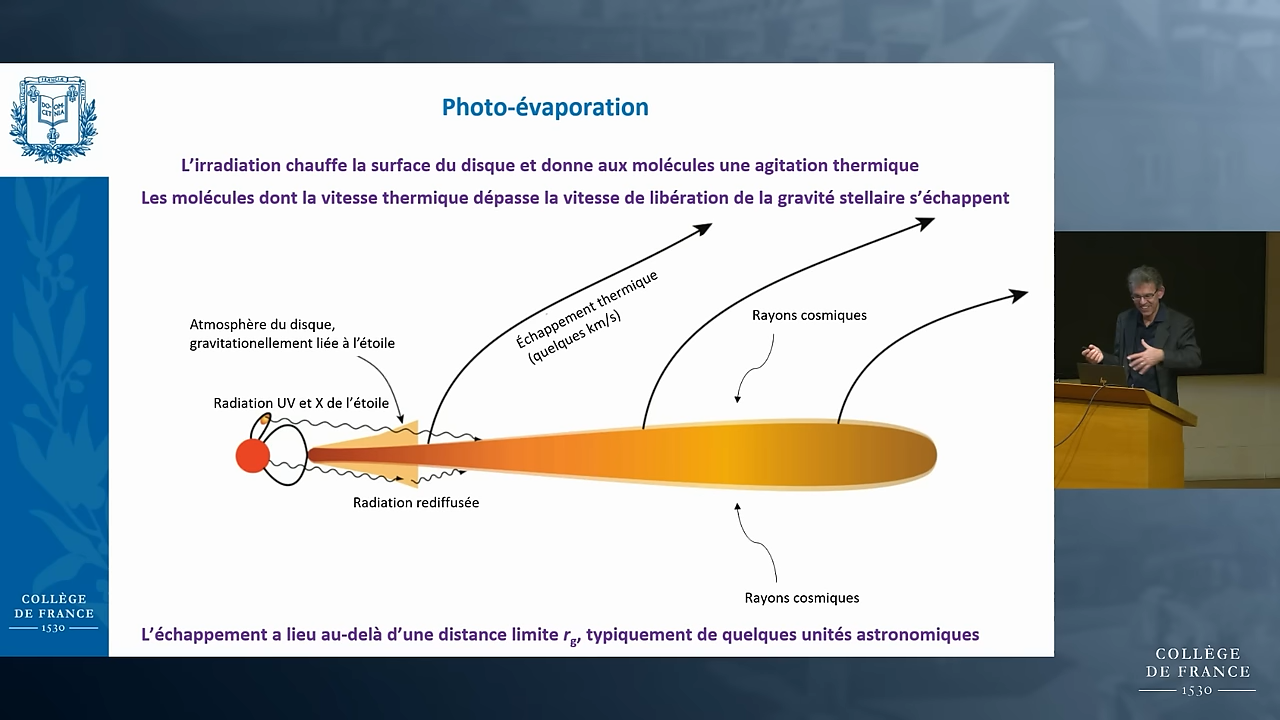 Photo-évaporation
L'irradiation chauffe la surface du disque et donne aux molécules une agitation thermique
Les molécules dont la vitesse thermique dépasse la vitesse de libération de la gravité stellaire s'échappent
Échappement thermique
(quelques km/s)
Rayons cosmiques
Atmosphère du disque,
gravitationellement liée à l'étoile
Radiation UV et X de l'étoile
Radiation rediffusée
Rayons cosmiques
L'échappement a lieu au-delà d'une distance limite rg, typiquement de quelques unités astronomiques
COLLÈGE
DE FRANCE
1530
COLLÈGE
DE FRANCE
1530